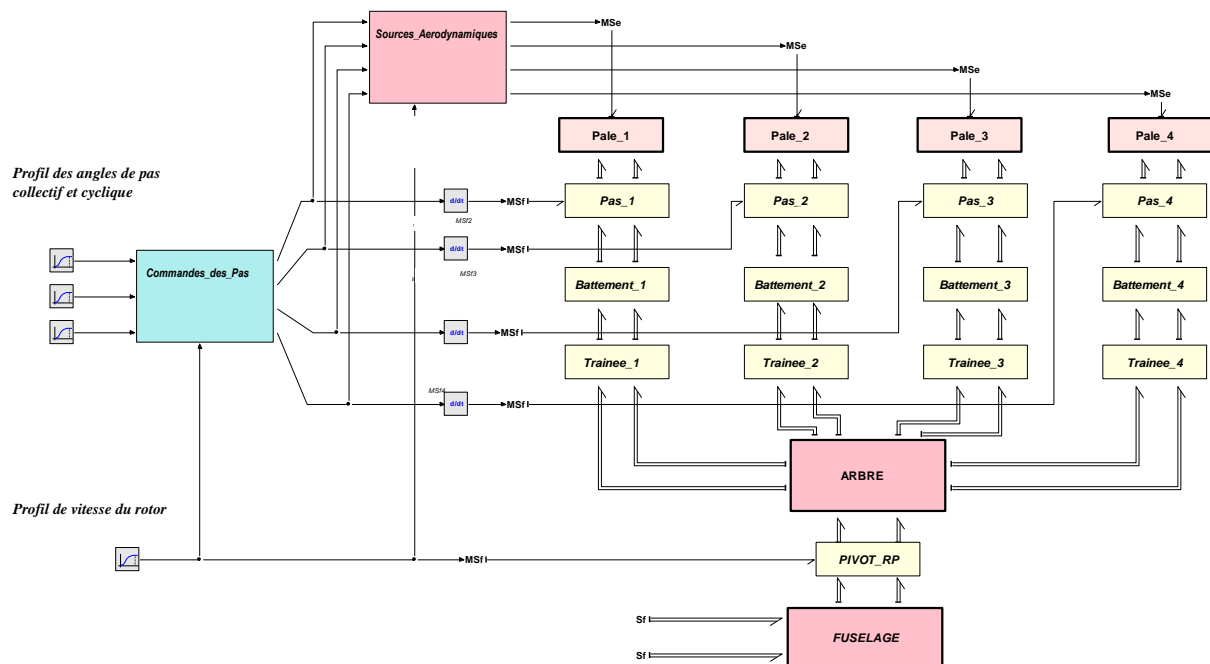 MSe
Sources_Aerodynamiques
MSe
MSe
MSe
Pale_1
Pale_2
Pale_3
Pale_4
Profil des angles de pas
collectif et cyclique
d/dt
MSf
Pas_1
Pas_2
Pas_3
Pas_4
MSf2
d/dt
MSf
MSf3
Commandes_des_Pas
Battement_1
Battement_2
Battement_3
Battement_4
d/dt
MSf
Trainee_1
Trainee_2
Trainee_3
Trainee_4
MSf4
d/dt
MSf
ARBRE
Profil de vitesse du rotor
MSf
PIVOT_RP
Sf
FUSELAGE
Sf